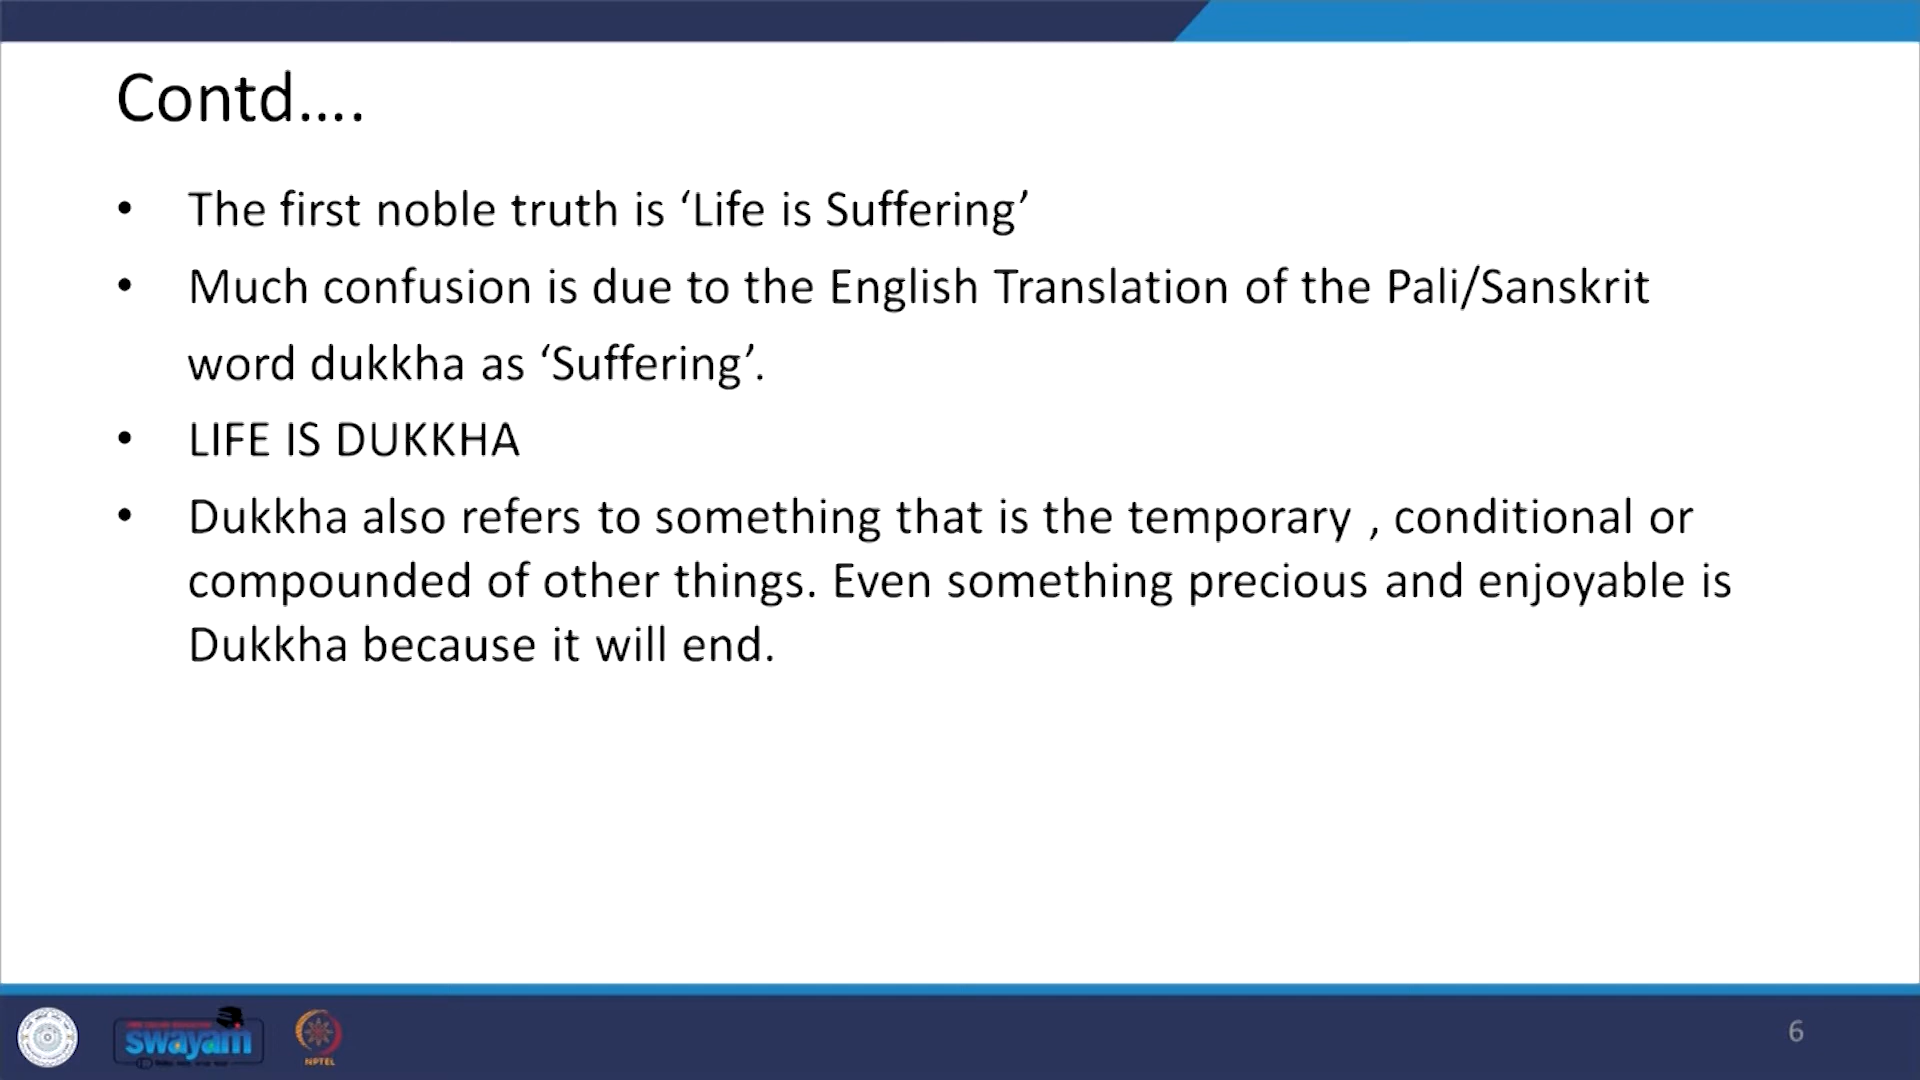 Contd....
• The first noble truth is ‘Life is Suffering’
• Much confusion is due to the English Translation of the Pali/Sanskrit
word dukkha as ‘Suffering’.
• LIFE IS DUKKHA
• Dukkha also refers to something that is the temporary , conditional or
compounded of other things. Even something precious and enjoyable is
Dukkha because it will end.
swayam
NPTEL
6